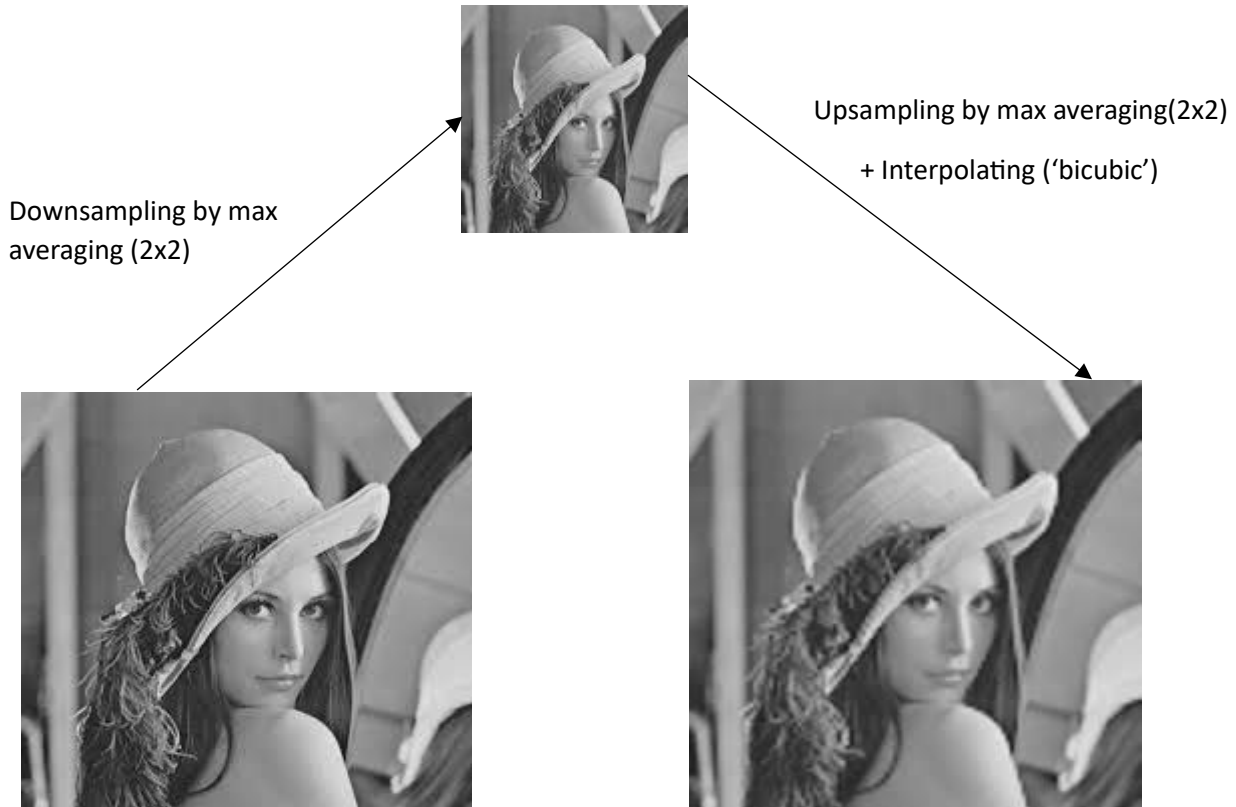 Upsampling by max averaging(2x2)
+ Interpolating (‘bicubic’)
Downsampling by max
averaging (2x2)